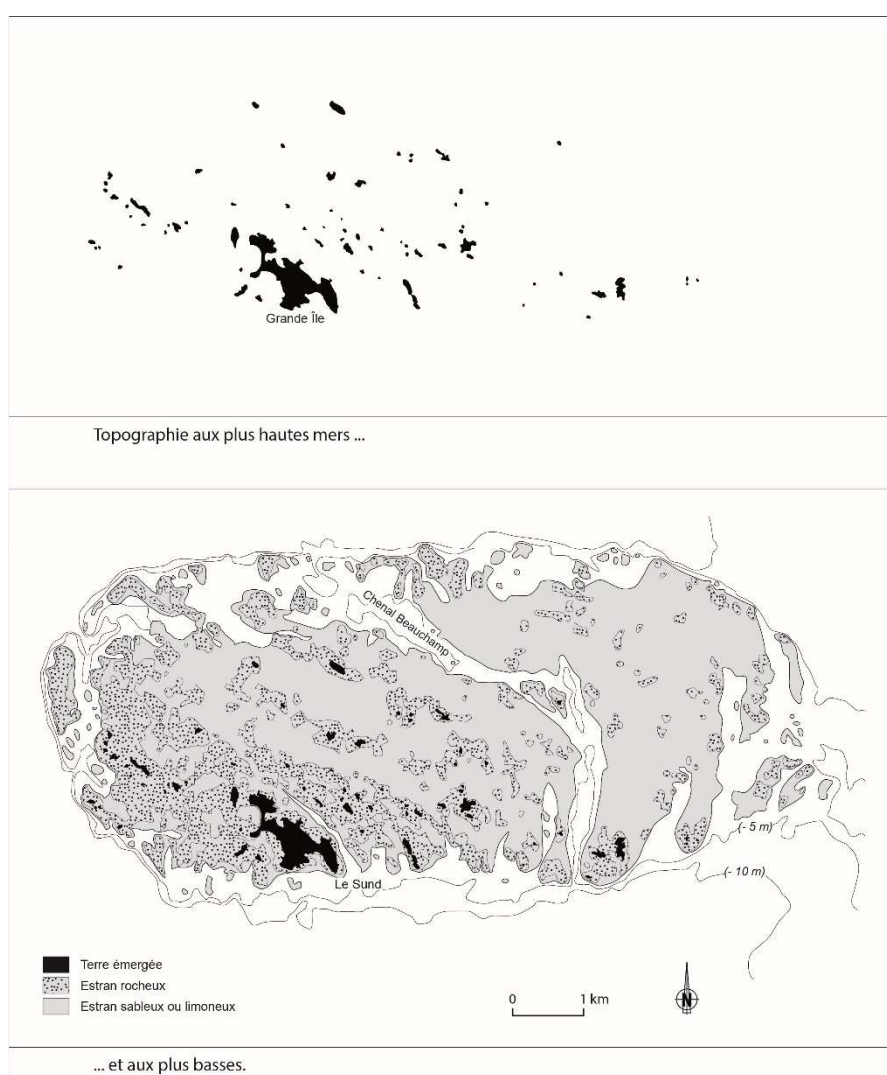 Grande Île
Topographie aux plus hautes mers ...
Chenal Beauchamp
(- 5 m)
(- 10 m)
Le Sund
Terre émergée
Estran rocheux
Estran sableux ou limoneux
0 1 km
N
... et aux plus basses.